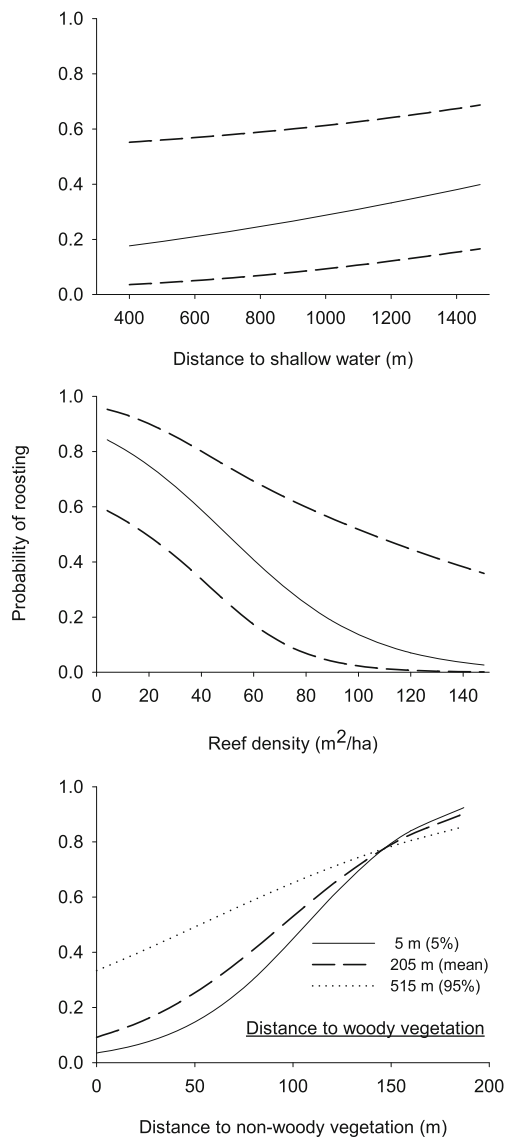 1.0
0.8
0.6
0.4
0.2
0.0
400 600 800 1000 1200 1400
Distance to shallow water (m)
Probability of roosting
1.0
0.8
0.6
0.4
0.2
0.0
0 20 40 60 80 100 120 140
Reef density (m2/ha)
1.0
0.8
0.6
0.4
0.2
0.0
5 m (5%)
205 m (mean)
515 m (95%)
Distance to woody vegetation
0 50 100 150 200
Distance to non-woody vegetation (m)